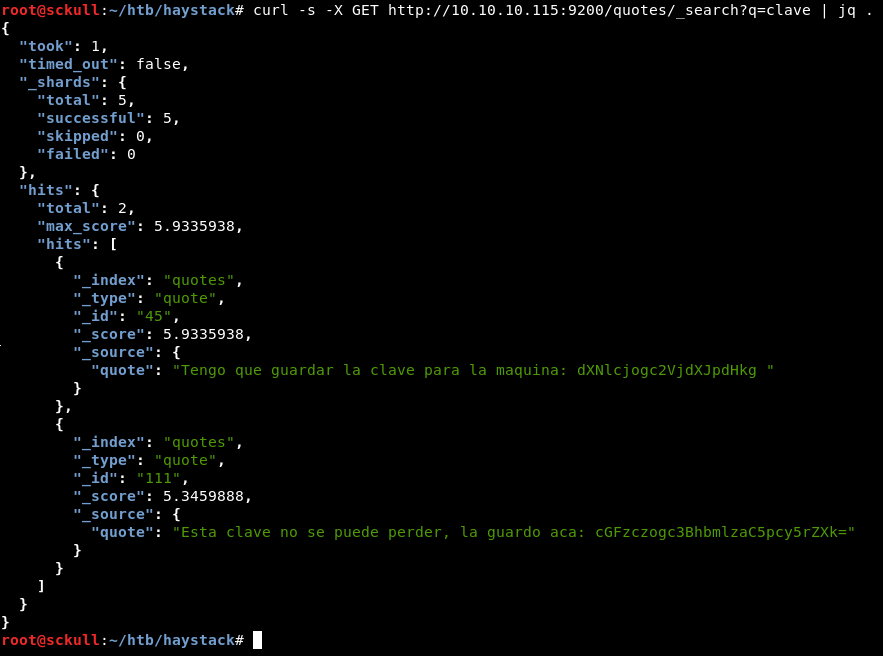 root@sckull:~/htb/haystack# curl -s -X GET http://10.10.10.115:9200/quotes/_search?q=clave | jq .
{
  "took": 1,
  "timed_out": false,
  "_shards": {
    "total": 5,
    "successful": 5,
    "skipped": 0,
    "failed": 0
  },
  "hits": {
    "total": 2,
    "max_score": 5.9335938,
    "hits": [
      {
        "_index": "quotes",
        "_type": "quote",
        "_id": "45",
        "_score": 5.9335938,
        "_source": {
          "quote": "Tengo que guardar la clave para la maquina: dXNlcjogc2VjdXJpdHkg "
        }
      },
      {
        "_index": "quotes",
        "_type": "quote",
        "_id": "111",
        "_score": 5.3459888,
        "_source": {
          "quote": "Esta clave no se puede perder, la guardo aca: cGFzczogc3BhbmlzaC5pcy5rZXk="
        }
      }
    ]
  }
}
root@sckull:~/htb/haystack#